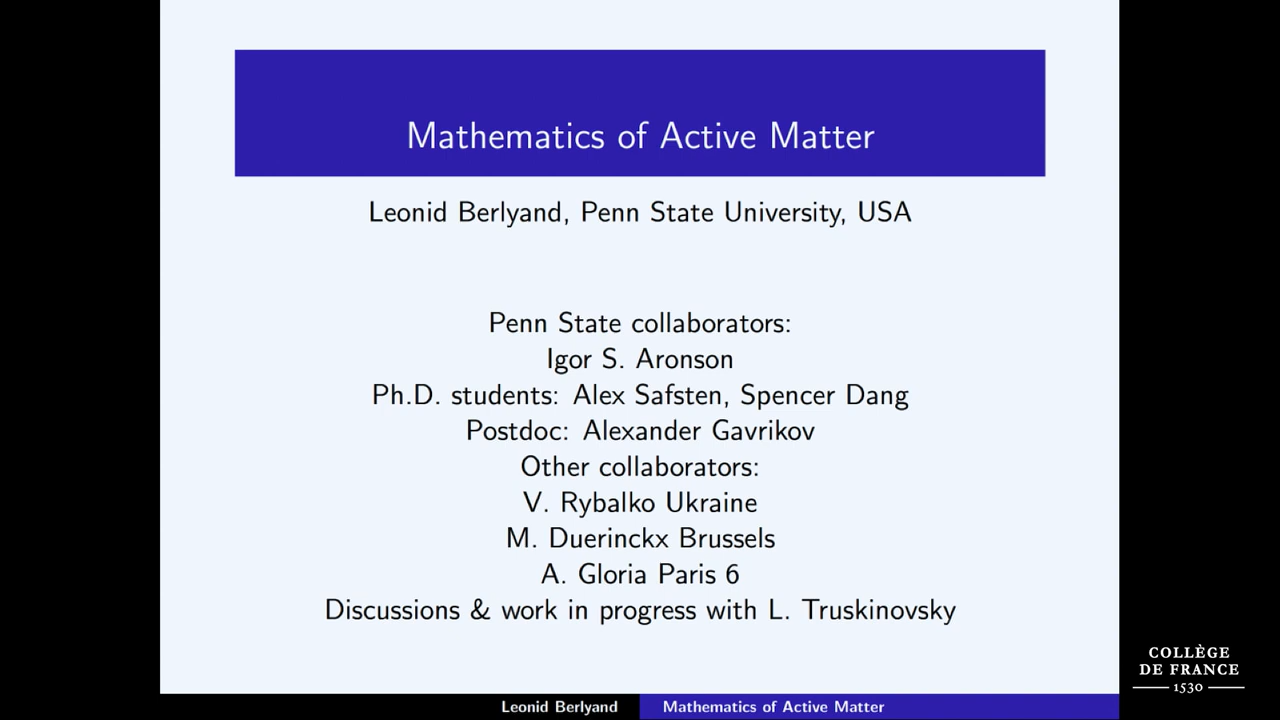 Mathematics of Active Matter
Leonid Berlyand, Penn State University, USA
Penn State collaborators:
Igor S. Aronson
Ph.D. students: Alex Safsten, Spencer Dang
Postdoc: Alexander Gavrikov
Other collaborators:
V. Rybalko Ukraine
M. Duerinckx Brussels
A. Gloria Paris 6
Discussions & work in progress with L. Truskinovsky
COLLÈGE
DE FRANCE
1530
Leonid Berlyand
Mathematics of Active Matter